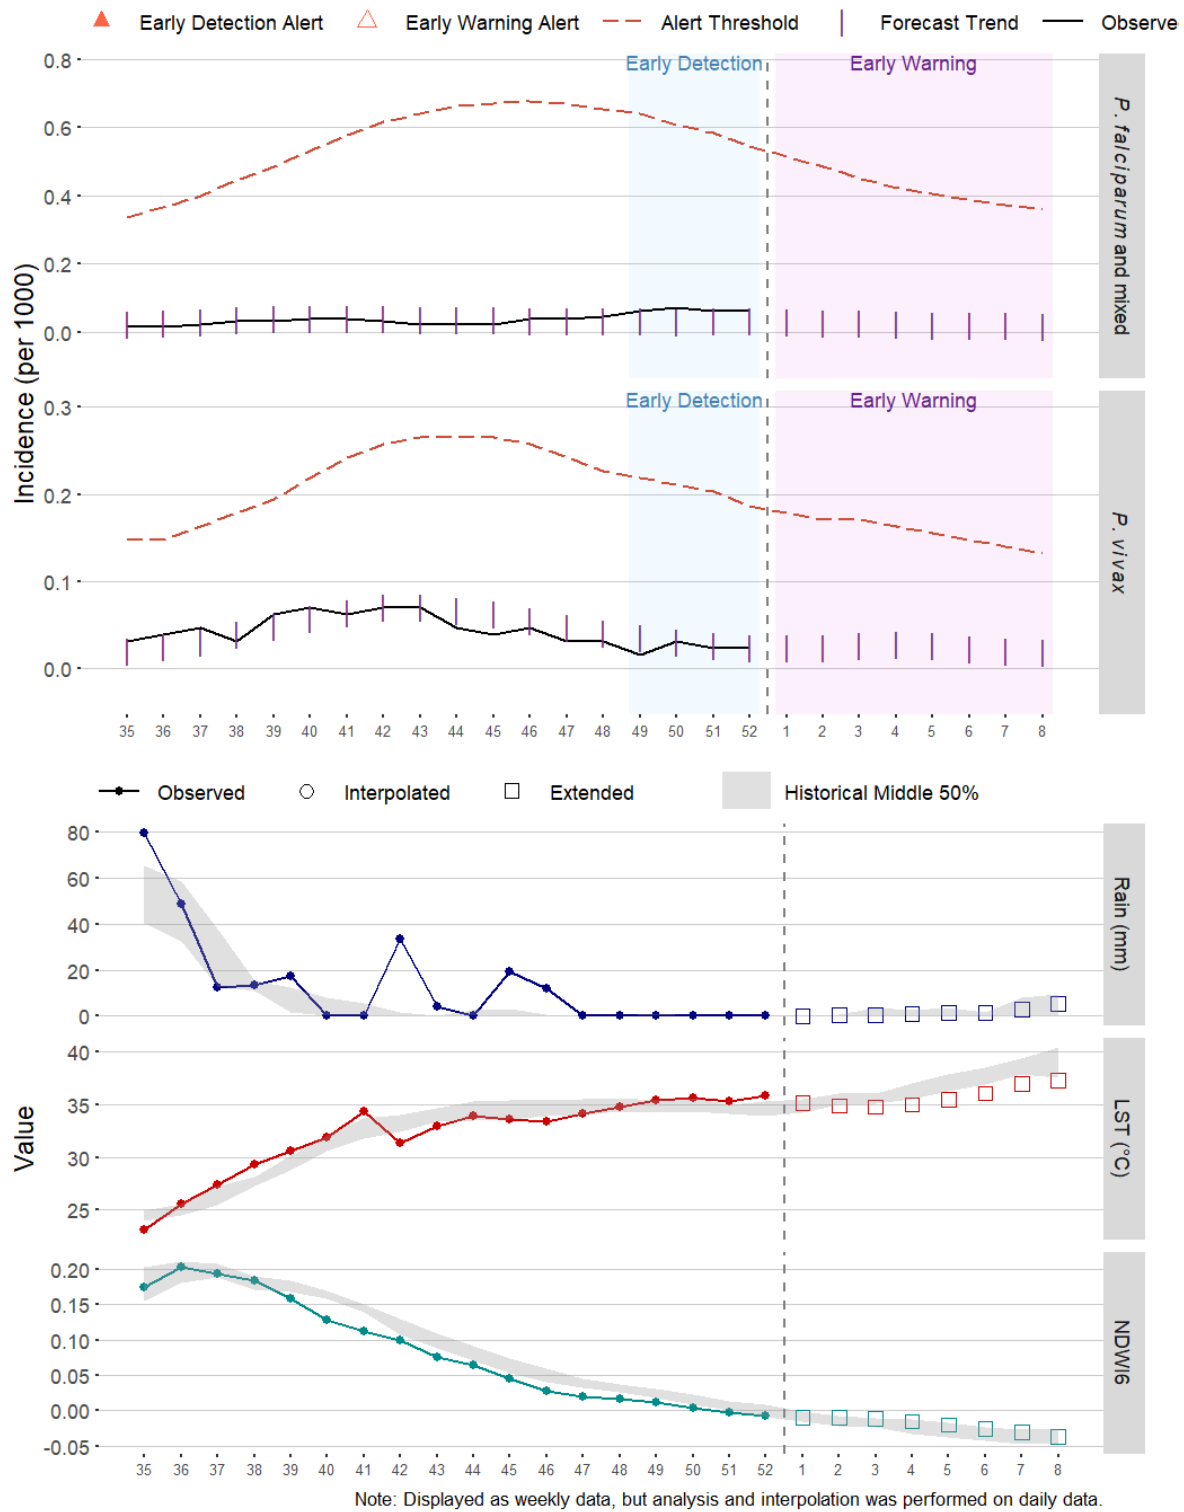 Early Detection Alert Early Warning Alert Alert Threshold Forecast Trend Observe
Incidence (per 1000)
0.8
0.6
0.4
0.2
0.0
Early Detection Early Warning
P. falciparum and mixed
0.3
0.2
0.1
0.0
Early Detection Early Warning
P. vivax
35 36 37 38 39 40 41 42 43 44 45 46 47 48 49 50 51 52 1 2 3 4 5 6 7 8
Observed Interpolated Extended Historical Middle 50%
Value
80
60
40
20
0
Rain (mm)
40
35
30
25
LST (°C)
0.20
0.15
0.10
0.05
0.00
-0.05
NDWI6
35 36 37 38 39 40 41 42 43 44 45 46 47 48 49 50 51 52 1 2 3 4 5 6 7 8
Note: Displayed as weekly data, but analysis and interpolation was performed on daily data.